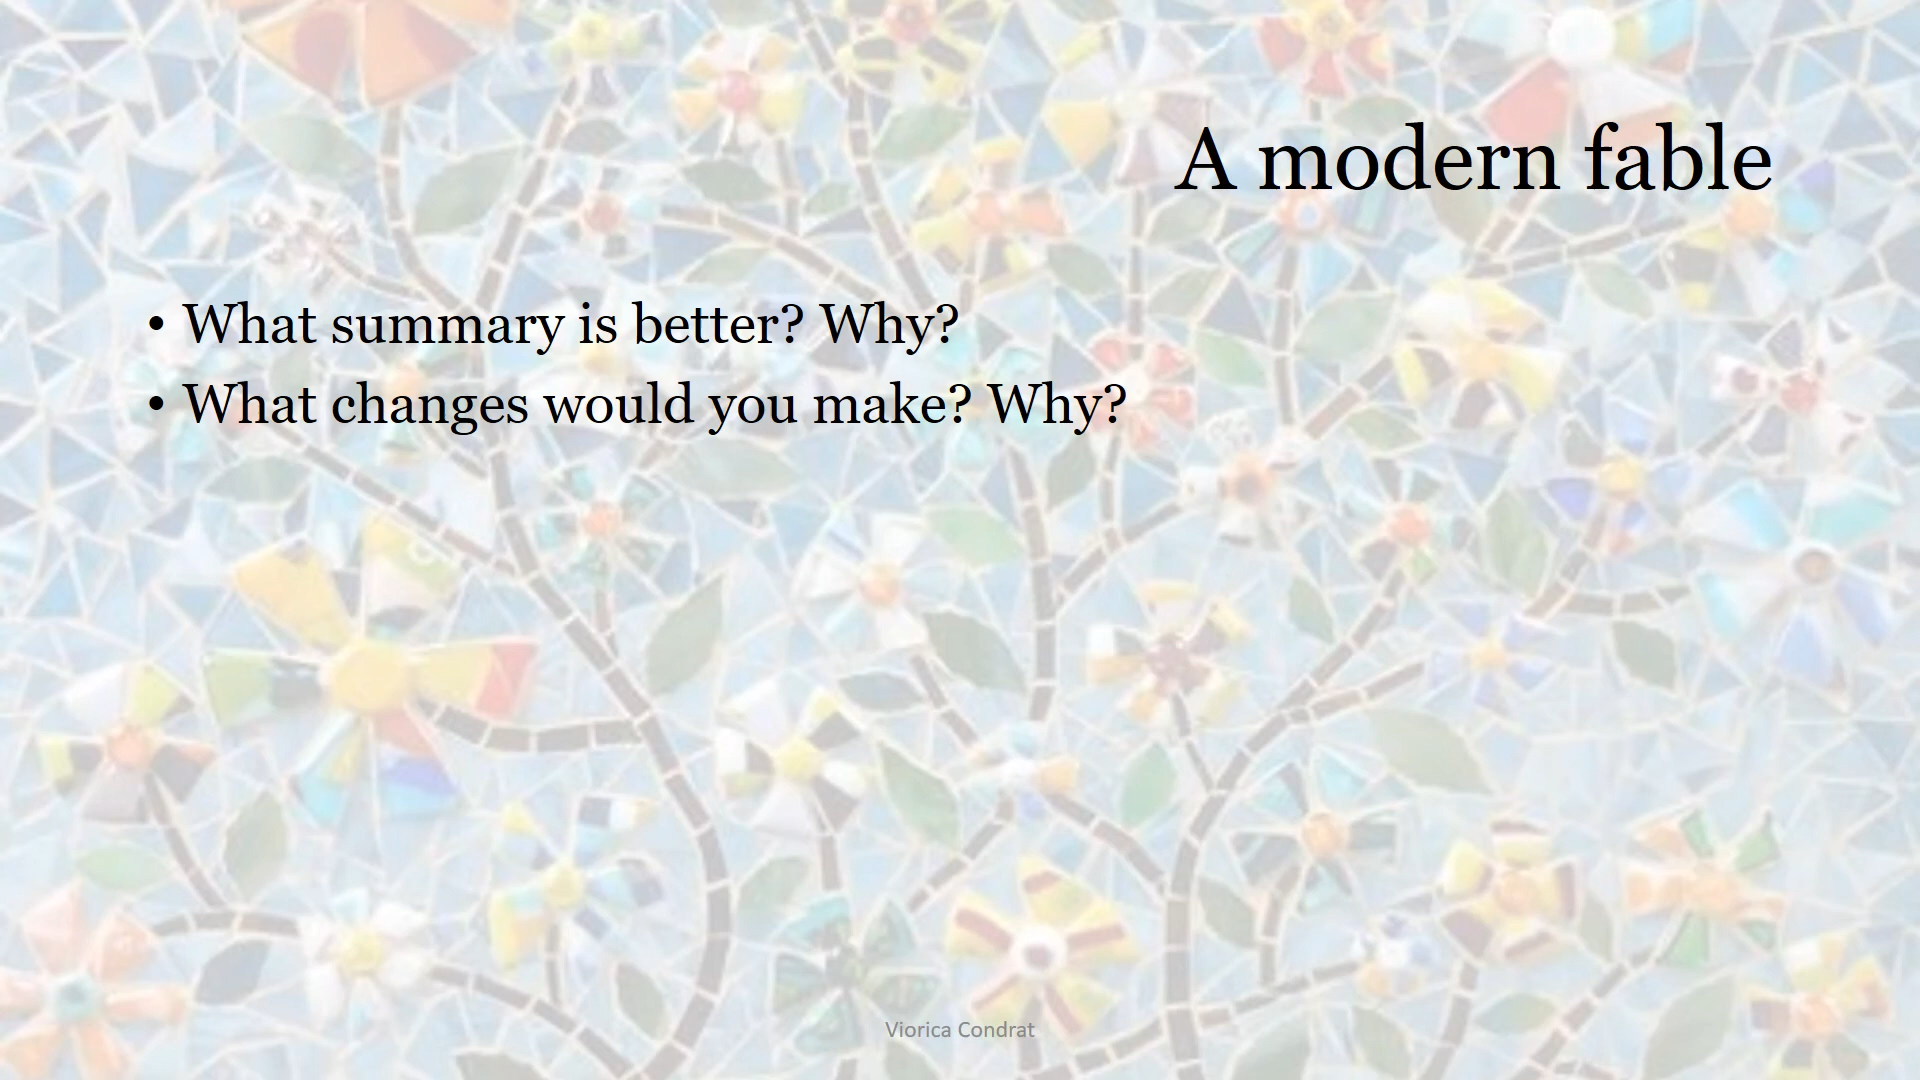 A modern fable
• What summary is better? Why?
• What changes would you make? Why?
Viorica Condrat